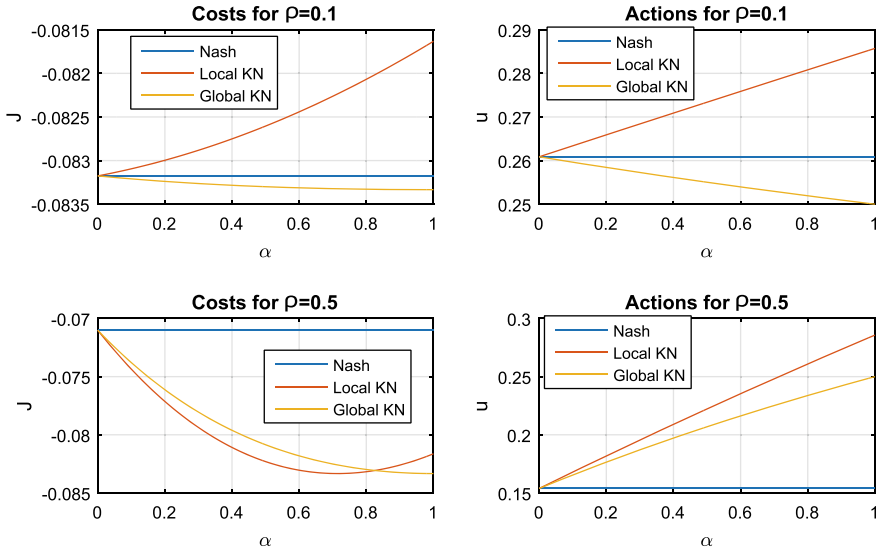 Costs for ρ=0.1
-0.0815
-0.082
-0.0825
-0.083
-0.0835
J
Nash
Local KN
Global KN
0 0.2 0.4 0.6 0.8 1
α
Actions for ρ=0.1
0.29
0.28
0.27
0.26
0.25
u
Nash
Local KN
Global KN
0 0.2 0.4 0.6 0.8 1
α
Costs for ρ=0.5
-0.07
-0.075
-0.08
-0.085
J
Nash
Local KN
Global KN
0 0.2 0.4 0.6 0.8 1
α
Actions for ρ=0.5
0.3
0.25
0.2
0.15
u
Nash
Local KN
Global KN
0 0.2 0.4 0.6 0.8 1
α